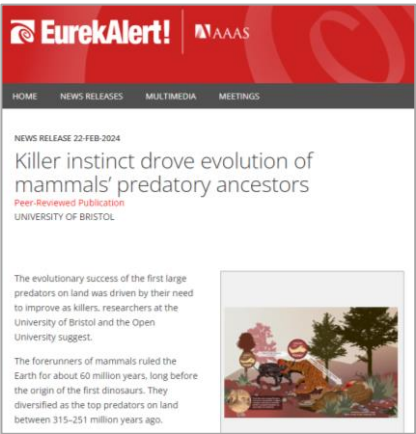 EurekAlert! AAAS
HOME NEWS RELEASES MULTIMEDIA MEETINGS
NEWS RELEASE 22-FEB-2024
Killer instinct drove evolution of
mammals' predatory ancestors
Peer-Reviewed Publication
UNIVERSITY OF BRISTOL
The evolutionary success of the first large
predators on land was driven by their need
to improve as killers, researchers at the
University of Bristol and the Open
University suggest.
The forerunners of mammals ruled the
Earth for about 60 million years, long before
the origin of the first dinosaurs. They
diversified as the top predators on land
between 315–251 million years ago.